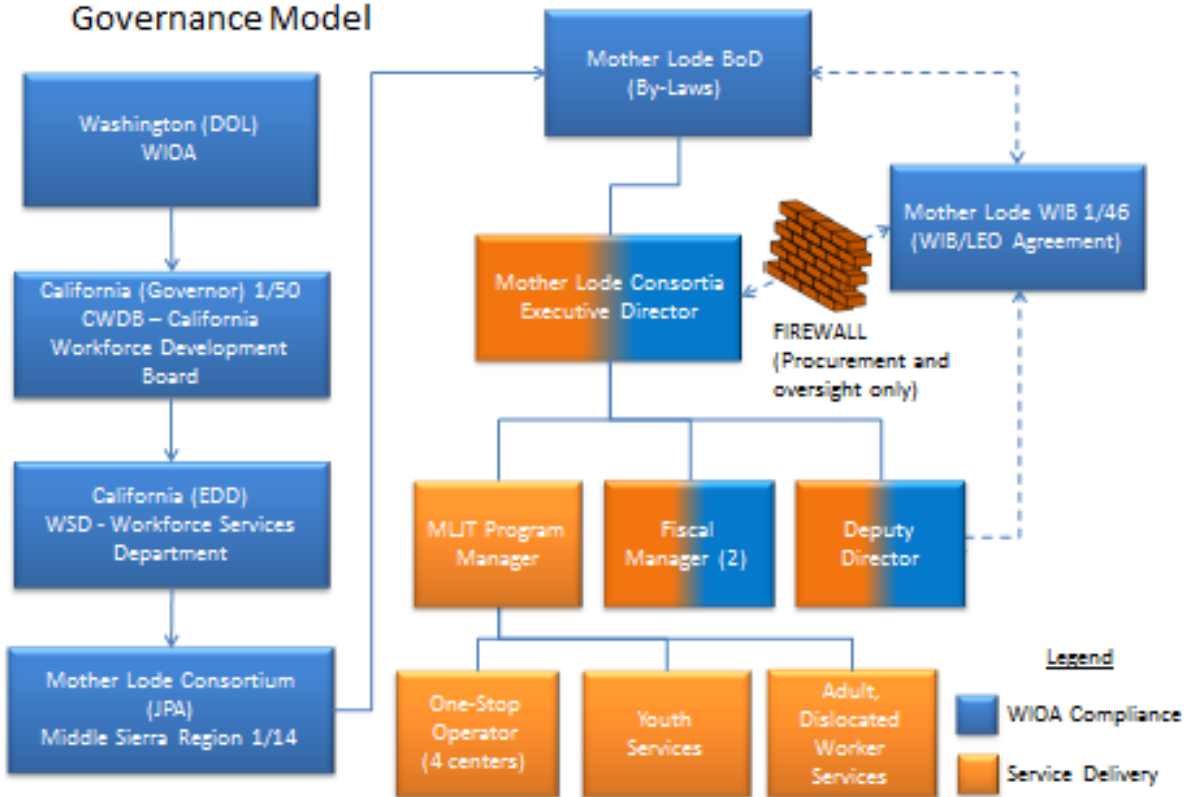 Governance Model
Washington (DOL)
WIOA
California (Governor) 1/50
CWDB – California
Workforce Development
Board
California (EDD)
WSD - Workforce Services
Department
Mother Lode Consortium
(JPA)
Middle Sierra Region 1/14
Mother Lode BoD
(By-Laws)
Mother Lode WIB 1/46
(WIB/LEO Agreement)
Mother Lode Consortia
Executive Director
FIREWALL
(Procurement and
oversight only)
MLJT Program
Manager
Fiscal
Manager (2)
Deputy
Director
One-Stop
Operator
(4 centers)
Youth
Services
Adult,
Dislocated
Worker
Services
Legend
WIOA Compliance
Service Delivery